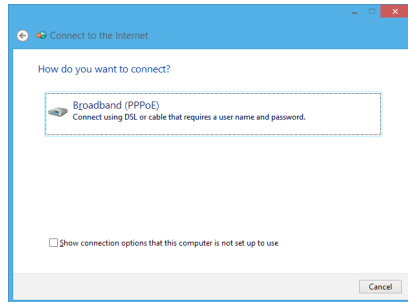 Connect to the Internet
How do you want to connect?
Broadband (PPPoE)
Connect using DSL or cable that requires a user name and password.
Show connection options that this computer is not set up to use
Cancel